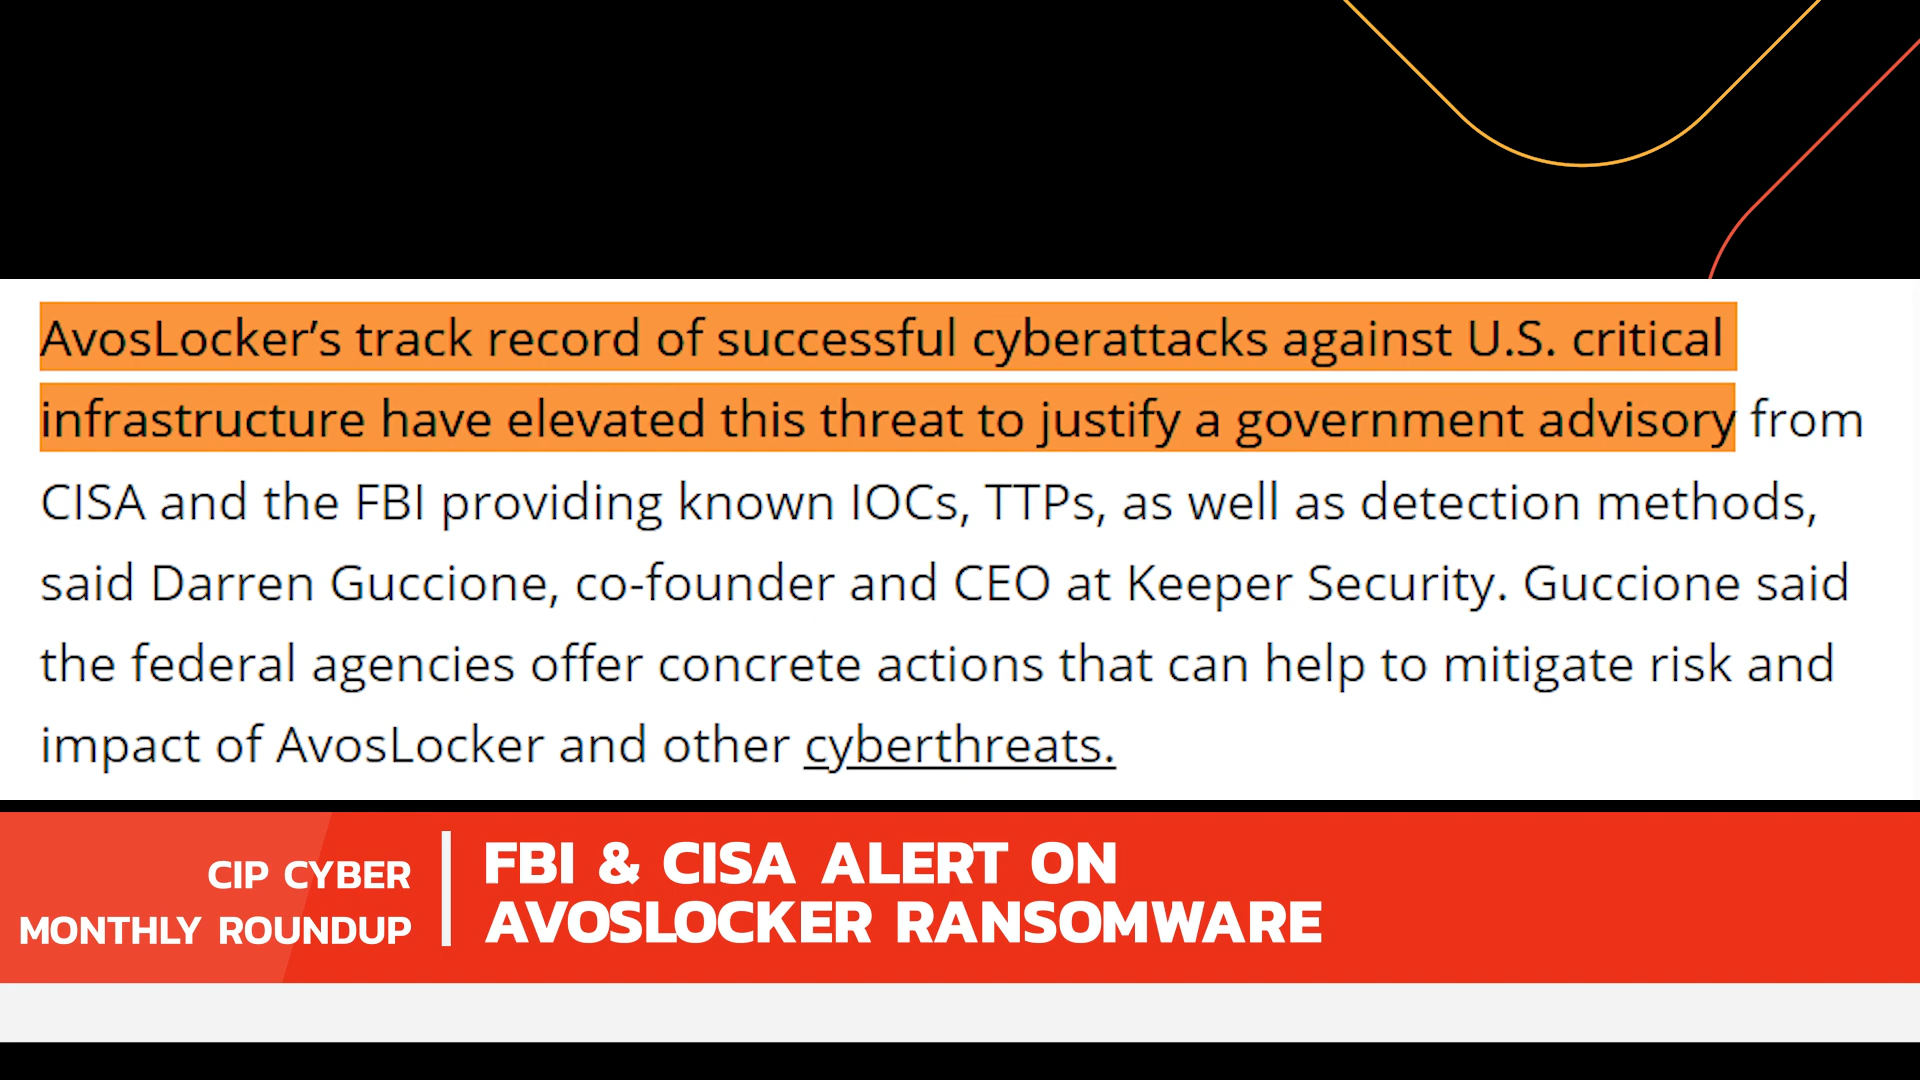 AvosLocker’s track record of successful cyberattacks against U.S. critical
infrastructure have elevated this threat to justify a government advisory from
CISA and the FBI providing known IOCs, TTPs, as well as detection methods,
said Darren Guccione, co-founder and CEO at Keeper Security. Guccione said
the federal agencies offer concrete actions that can help to mitigate risk and
impact of AvosLocker and other cyberthreats.
CIP CYBER
MONTHLY ROUNDUP
FBI & CISA ALERT ON
AVOSLOCKER RANSOMWARE